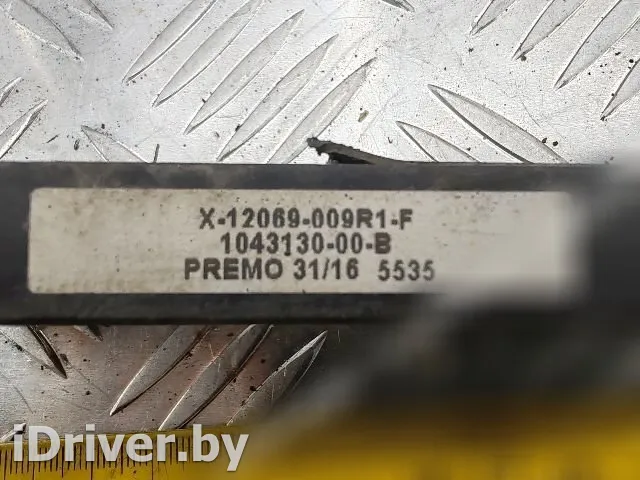 X-12069-009R1-F
1043130-00-B
PREMO 31/16 5535
iDriver.by